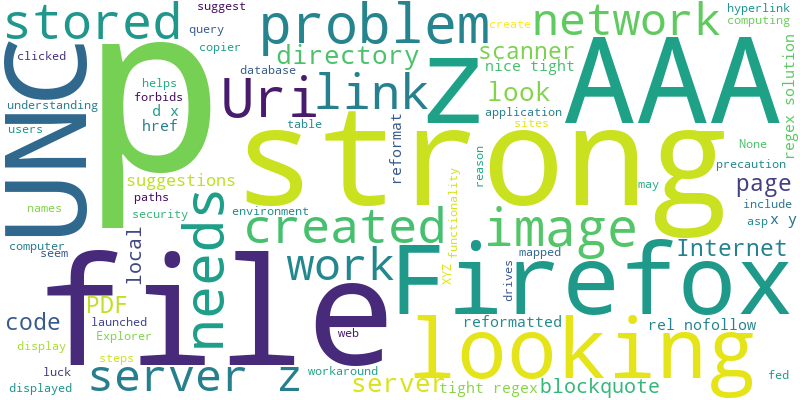 stored
suggest
query
copier
problem
create
network
hyperlink
computing
clicked
UNC
p
directory
scanner
nice tight
AAA
regex solution
database
helps
forbids
d x
href
understanding
users
Uri
link
z
look
application
sites
table
strong
reformat
reason
None
precaution
suggestions
paths
names
security
needs
environment
created
image
functionality
may
page
include
asp
x y
computer
seem
local
file
work
Firefox
mapped
Internet
XYZ
drives
PDF
code
launched
Explorer
web
looking
reformatted
rel nofollow
display
steps
luck
displayed
server z
workaround
server
tight regex
blockquote
fed